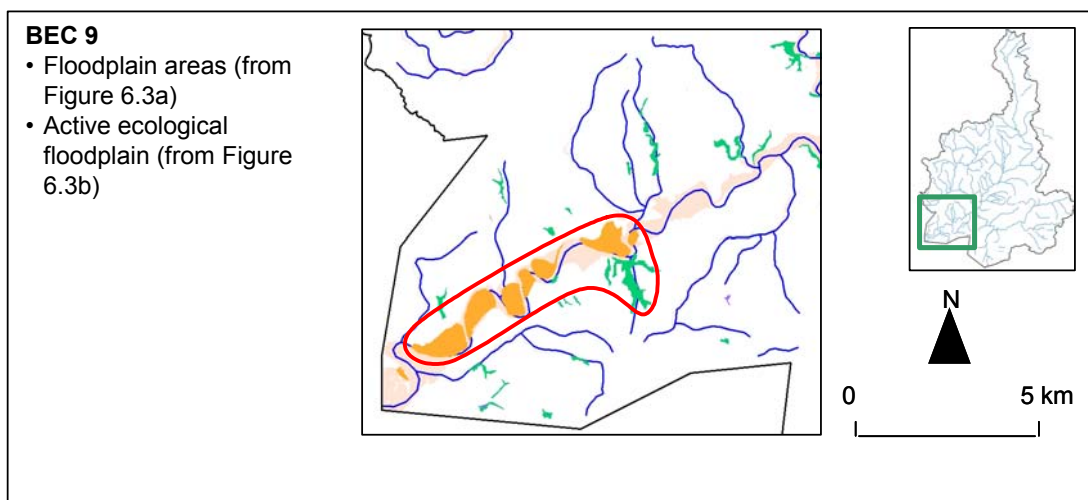 BEC 9
• Floodplain areas (from
Figure 6.3a)
• Active ecological
floodplain (from Figure
6.3b)
N
0 5 km